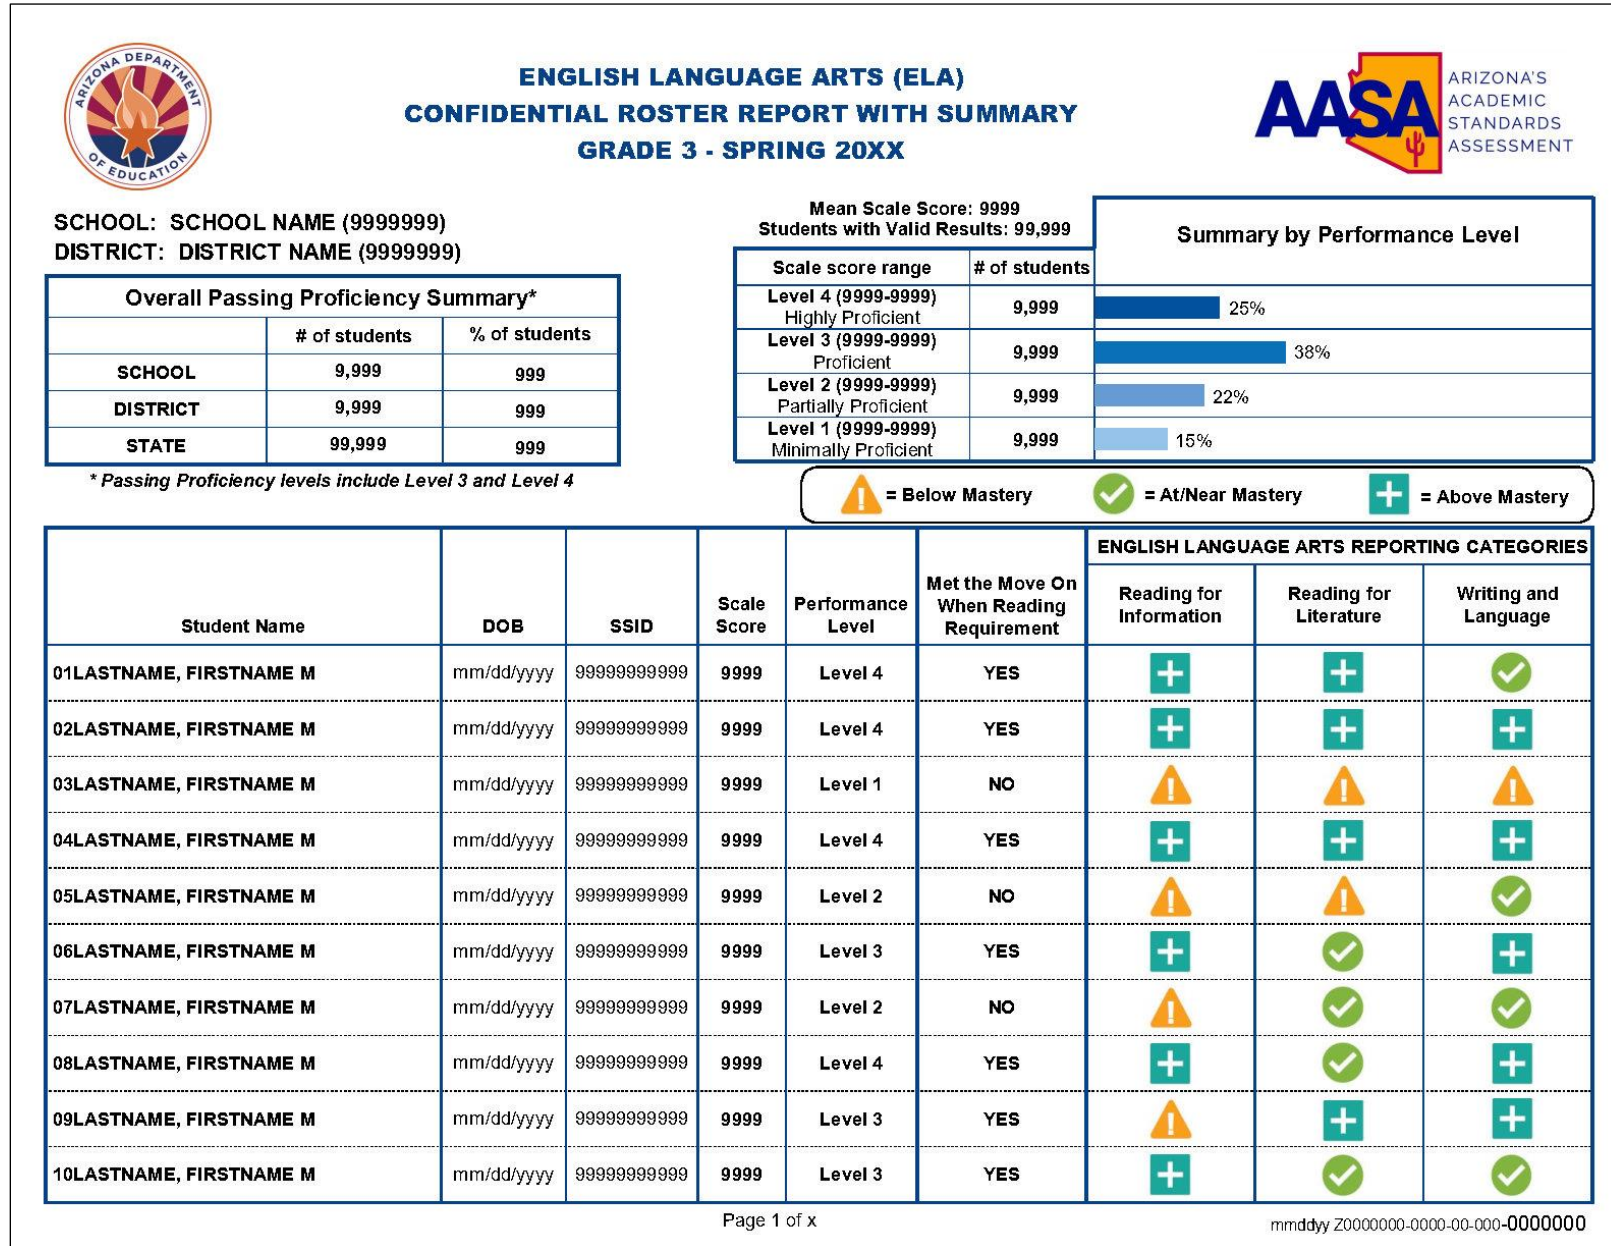 ARIZONA DEPARTMENT
OF EDUCATION
ENGLISH LANGUAGE ARTS (ELA)
CONFIDENTIAL ROSTER REPORT WITH SUMMARY
GRADE 3 - SPRING 20XX
AASA
ARIZONA'S
ACADEMIC
STANDARDS
ASSESSMENT
SCHOOL: SCHOOL NAME (9999999)
DISTRICT: DISTRICT NAME (9999999)
Overall Passing Proficiency Summary*
# of students % of students
SCHOOL 9,999 999
DISTRICT 9,999 999
STATE 99,999 999
* Passing Proficiency levels include Level 3 and Level 4
Mean Scale Score: 9999
Students with Valid Results: 99,999
Summary by Performance Level
Scale score range # of students
Level 4 (9999-9999)
Highly Proficient 9,999 25%
Level 3 (9999-9999)
Proficient 9,999 38%
Level 2 (9999-9999)
Partially Proficient 9,999 22%
Level 1 (9999-9999)
Minimally Proficient 9,999 15%
= Below Mastery = At/Near Mastery = Above Mastery
ENGLISH LANGUAGE ARTS REPORTING CATEGORIES
Student Name
DOB
SSID
Scale
Score
Performance
Level
Met the Move On
When Reading
Requirement
Reading for
Information
Reading for
Literature
Writing and
Language
01LASTNAME, FIRSTNAME M mm/dd/yyyy 99999999999 9999 Level 4 YES
02LASTNAME, FIRSTNAME M mm/dd/yyyy 99999999999 9999 Level 4 YES
03LASTNAME, FIRSTNAME M mm/dd/yyyy 99999999999 9999 Level 1 NO
04LASTNAME, FIRSTNAME M mm/dd/yyyy 99999999999 9999 Level 4 YES
05LASTNAME, FIRSTNAME M mm/dd/yyyy 99999999999 9999 Level 2 NO
06LASTNAME, FIRSTNAME M mm/dd/yyyy 99999999999 9999 Level 3 YES
07LASTNAME, FIRSTNAME M mm/dd/yyyy 99999999999 9999 Level 2 NO
08LASTNAME, FIRSTNAME M mm/dd/yyyy 99999999999 9999 Level 4 YES
09LASTNAME, FIRSTNAME M mm/dd/yyyy 99999999999 9999 Level 3 YES
10LASTNAME, FIRSTNAME M mm/dd/yyyy 99999999999 9999 Level 3 YES
Page 1 of x
mmddyy Z0000000-0000-00-000-0000000